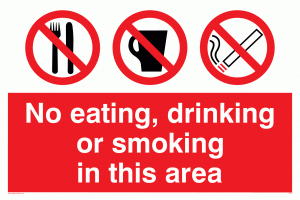 No eating, drinking
or smoking
in this area